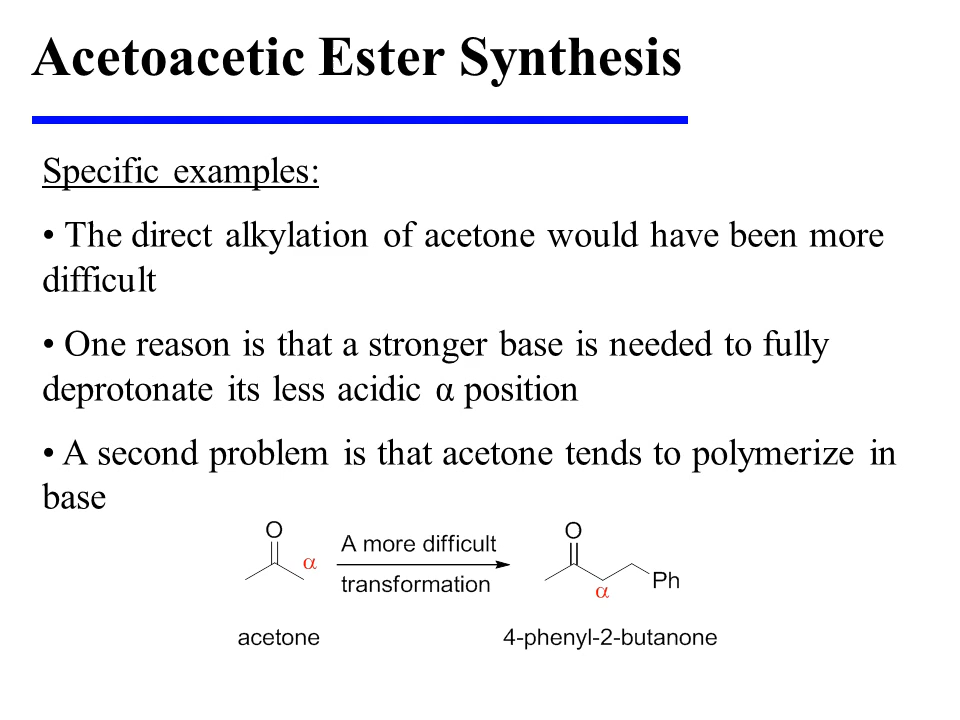 Acetoacetic Ester Synthesis
Specific examples:
• The direct alkylation of acetone would have been more
difficult
• One reason is that a stronger base is needed to fully
deprotonate its less acidic α position
• A second problem is that acetone tends to polymerize in
base
O
α
acetone
A more difficult
transformation
O
α
Ph
4-phenyl-2-butanone